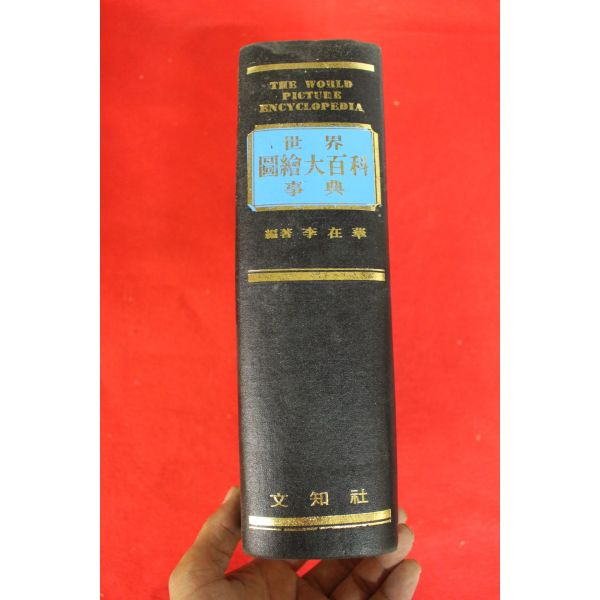 THE WORLD
PICTURE
ENCYCLOPEDIA
世界
圖繪大百科
事典
編著 李在華
文知社